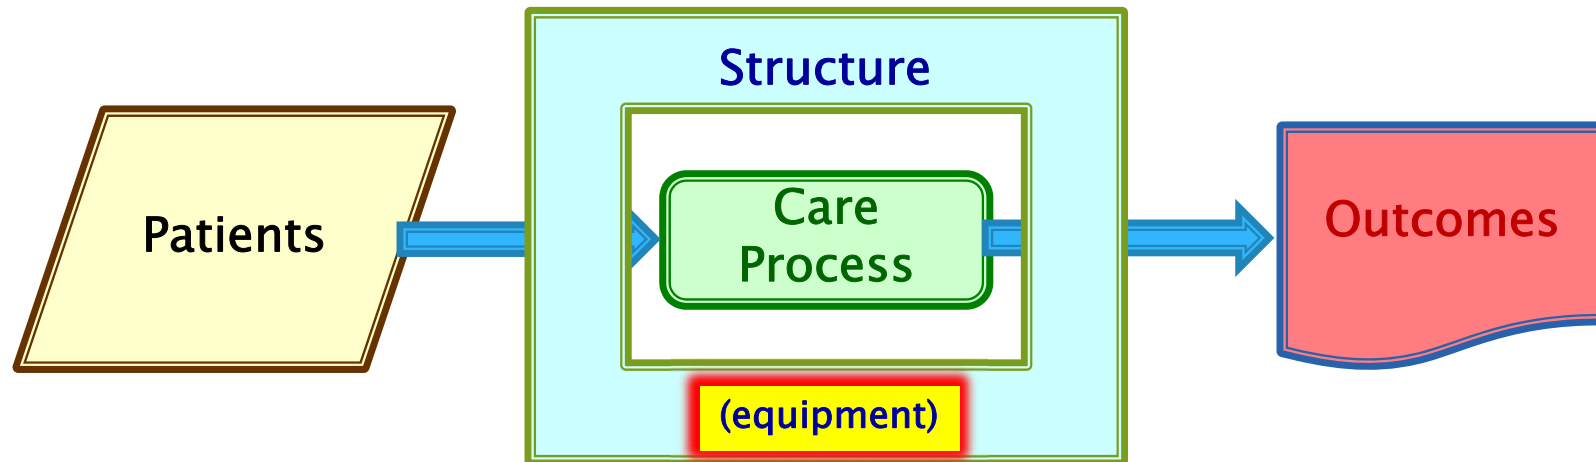 Structure
Patients
Care
Process
Outcomes
(equipment)